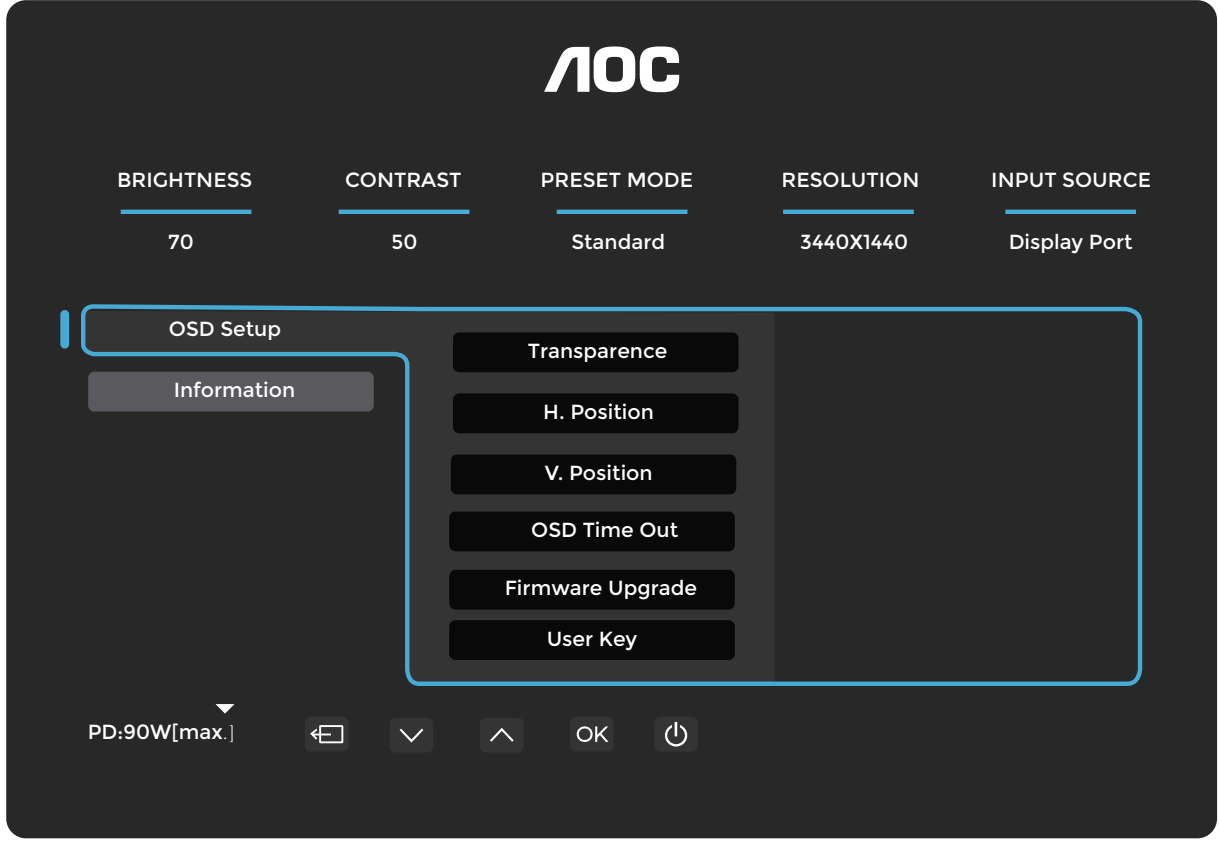 AOC
BRIGHTNESS CONTRAST PRESET MODE RESOLUTION INPUT SOURCE
70 50 Standard 3440X1440 Display Port
OSD Setup
Information
Transparence
H. Position
V. Position
OSD Time Out
Firmware Upgrade
User Key
PD:90W[max.] OK